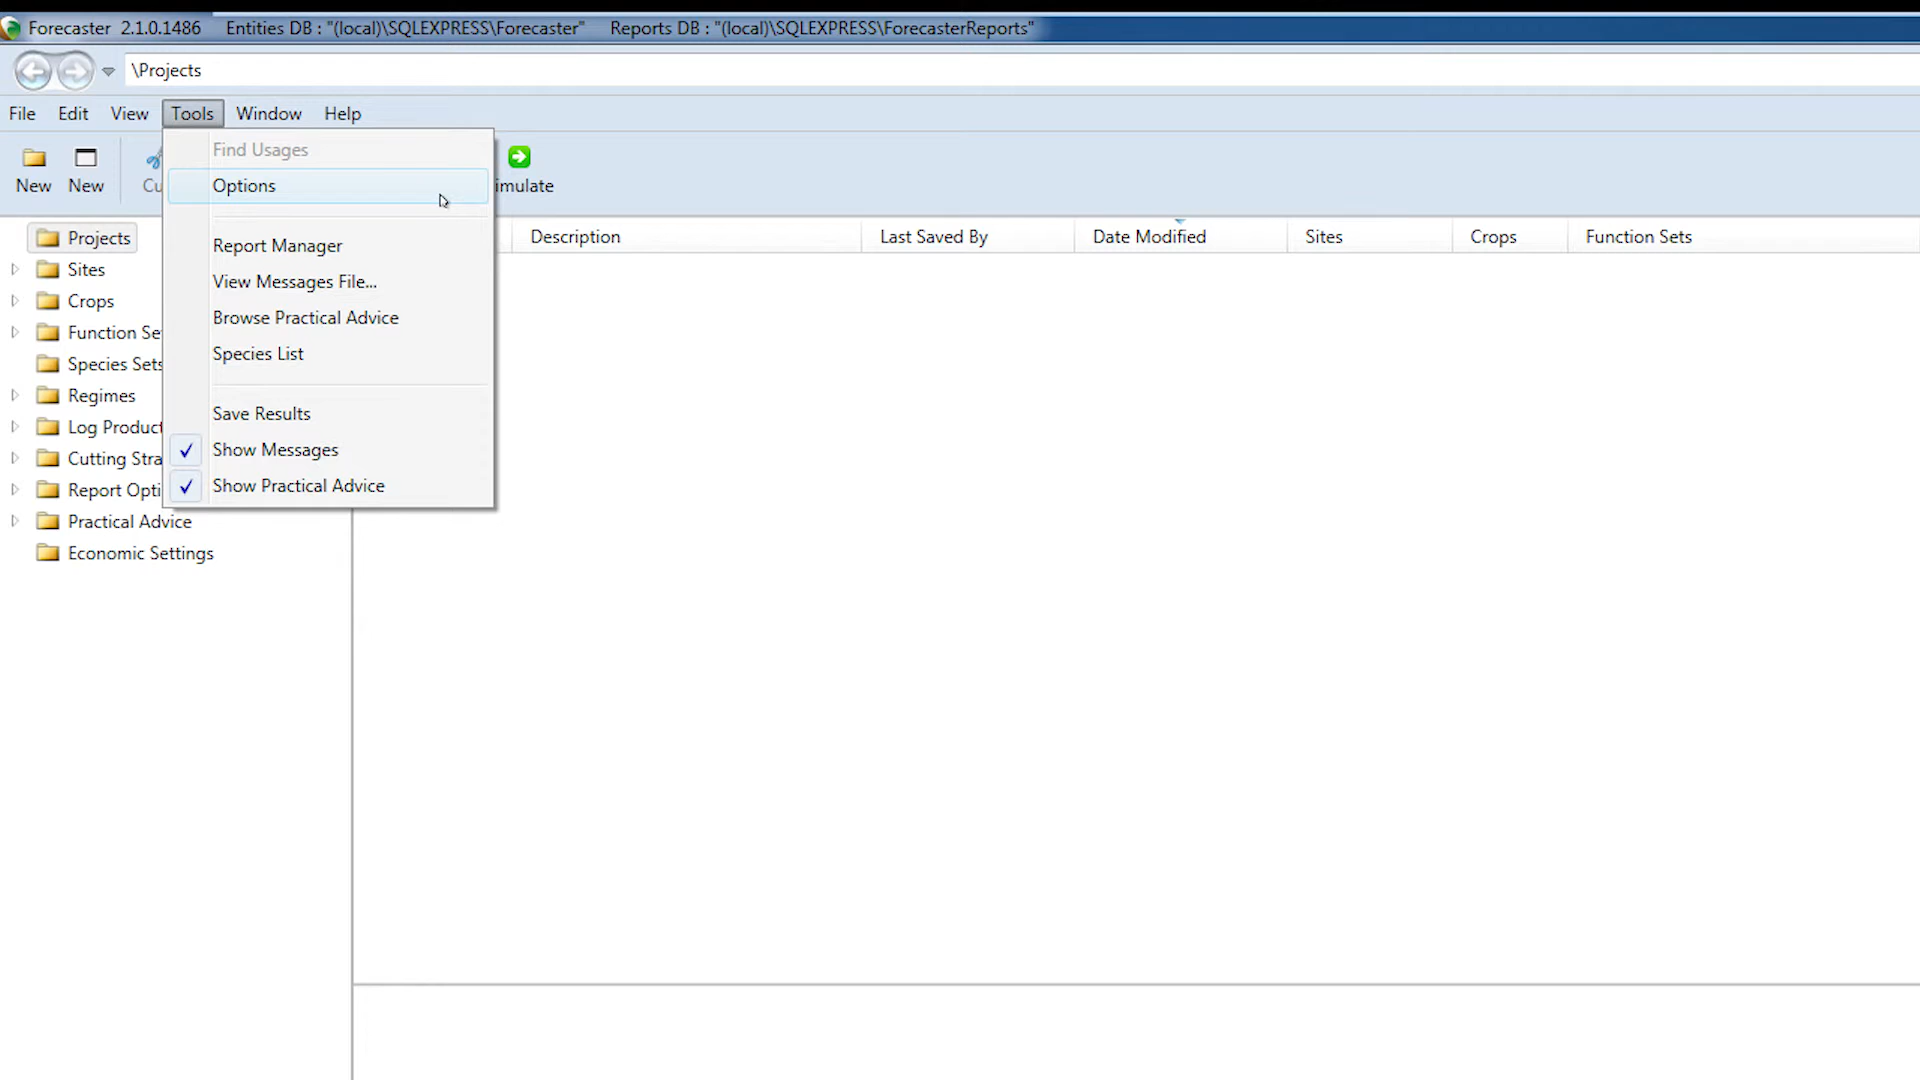 Forecaster 2.1.0.1486 Entities DB : "(local)\SQLEXPRESS\Forecaster" Reports DB : "(local)\SQLEXPRESS\ForecasterReports"
\Projects
File Edit View Tools Window Help
Find Usages
Options
Report Manager
View Messages File...
Browse Practical Advice
Species List
Save Results
Show Messages
Show Practical Advice
New New Cu imulate
Description Last Saved By Date Modified Sites Crops Function Sets
Projects
Sites
Crops
Function Se
Species Sets
Regimes
Log Product
Cutting Stra
Report Opti
Practical Advice
Economic Settings